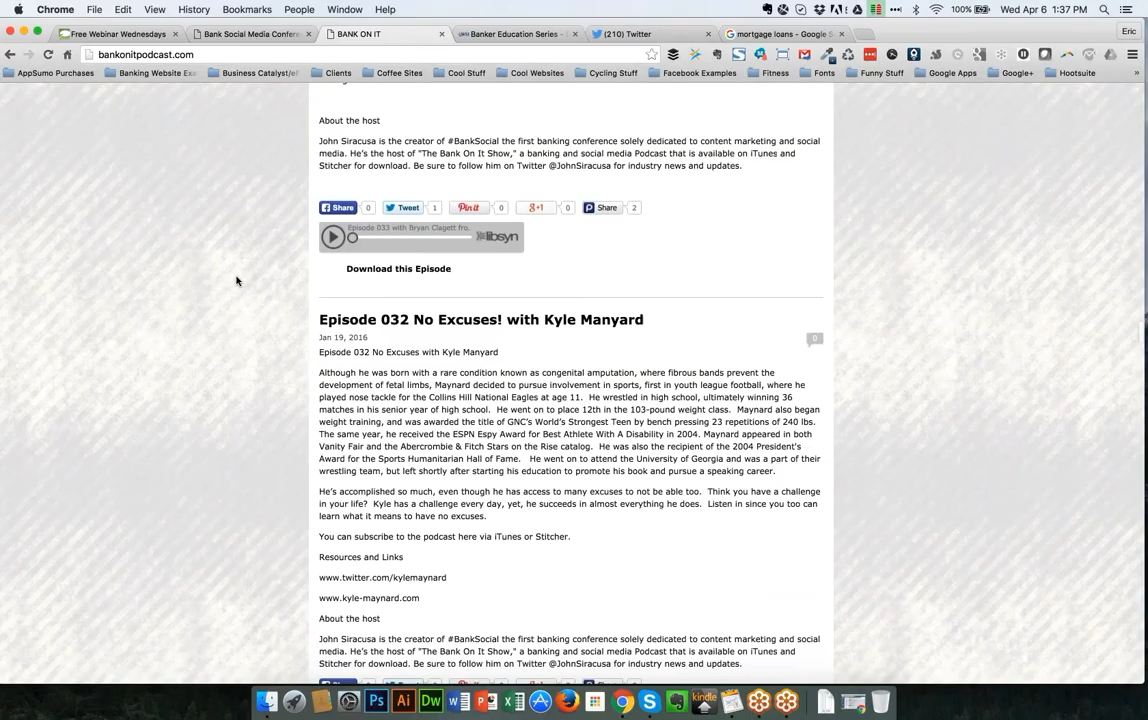 Chrome File Edit View History Bookmarks People Window Help 100% Wed Apr 6 1:37 PM
Free Webinar Wednesdays Bank Social Media Confere BANK ON IT Banker Education Series - (210) Twitter mortgage loans - Google S Eric
bankonitpodcast.com
AppSumo Purchases Banking Website Exa Business Catalyst/eF Clients Coffee Sites Cool Stuff Cool Websites Cycling Stuff Facebook Examples Fitness Fonts Funny Stuff Google Apps Google+ Hootsuite »
About the host
John Siracusa is the creator of #BankSocial the first banking conference solely dedicated to content marketing and social
media. He's the host of "The Bank On It Show," a banking and social media Podcast that is available on iTunes and
Stitcher for download. Be sure to follow him on Twitter @JohnSiracusa for industry news and updates.
Share 0 Tweet 1 Pin it 0 g+1 0 Share 2
Episode 033 with Bryan Clagett fro.
libsyn
Download this Episode
Episode 032 No Excuses! with Kyle Manyard
Jan 19, 2016 0
Episode 032 No Excuses with Kyle Manyard
Although he was born with a rare condition known as congenital amputation, where fibrous bands prevent the
development of fetal limbs, Maynard decided to pursue involvement in sports, first in youth league football, where he
played nose tackle for the Collins Hill National Eagles at age 11. He wrestled in high school, ultimately winning 36
matches in his senior year of high school. He went on to place 12th in the 103-pound weight class. Maynard also began
weight training, and was awarded the title of GNC's World's Strongest Teen by bench pressing 23 repetitions of 240 lbs.
The same year, he received the ESPN Espy Award for Best Athlete With A Disability in 2004. Maynard appeared in both
Vanity Fair and the Abercrombie & Fitch Stars on the Rise catalog. He was also the recipient of the 2004 President's
Award for the Sports Humanitarian Hall of Fame. He went on to attend the University of Georgia and was a part of their
wrestling team, but left shortly after starting his education to promote his book and pursue a speaking career.
He's accomplished so much, even though he has access to many excuses to not be able too. Think you have a challenge
in your life? Kyle has a challenge every day, yet, he succeeds in almost everything he does. Listen in since you too can
learn what it means to have no excuses.
You can subscribe to the podcast here via iTunes or Stitcher.
Resources and Links
www.twitter.com/kylemaynard
www.kyle-maynard.com
About the host
John Siracusa is the creator of #BankSocial the first banking conference solely dedicated to content marketing and social
media. He's the host of "The Bank On It Show," a banking and social media Podcast that is available on iTunes and
Stitcher for download. Be sure to follow him on Twitter @JohnSiracusa for industry news and updates.
Ps Ai Dw kindle